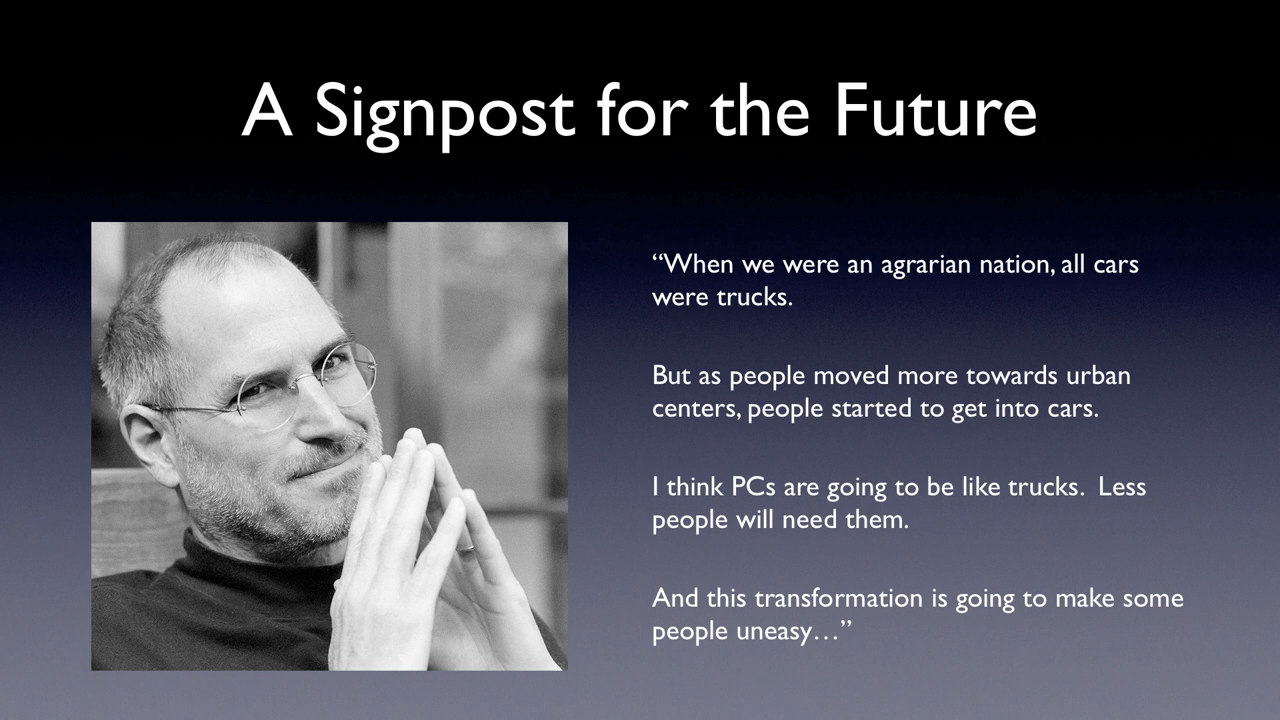 A Signpost for the Future
“When we were an agrarian nation, all cars
were trucks.
But as people moved more towards urban
centers, people started to get into cars.
I think PCs are going to be like trucks.  Less
people will need them.
And this transformation is going to make some
people uneasy…”